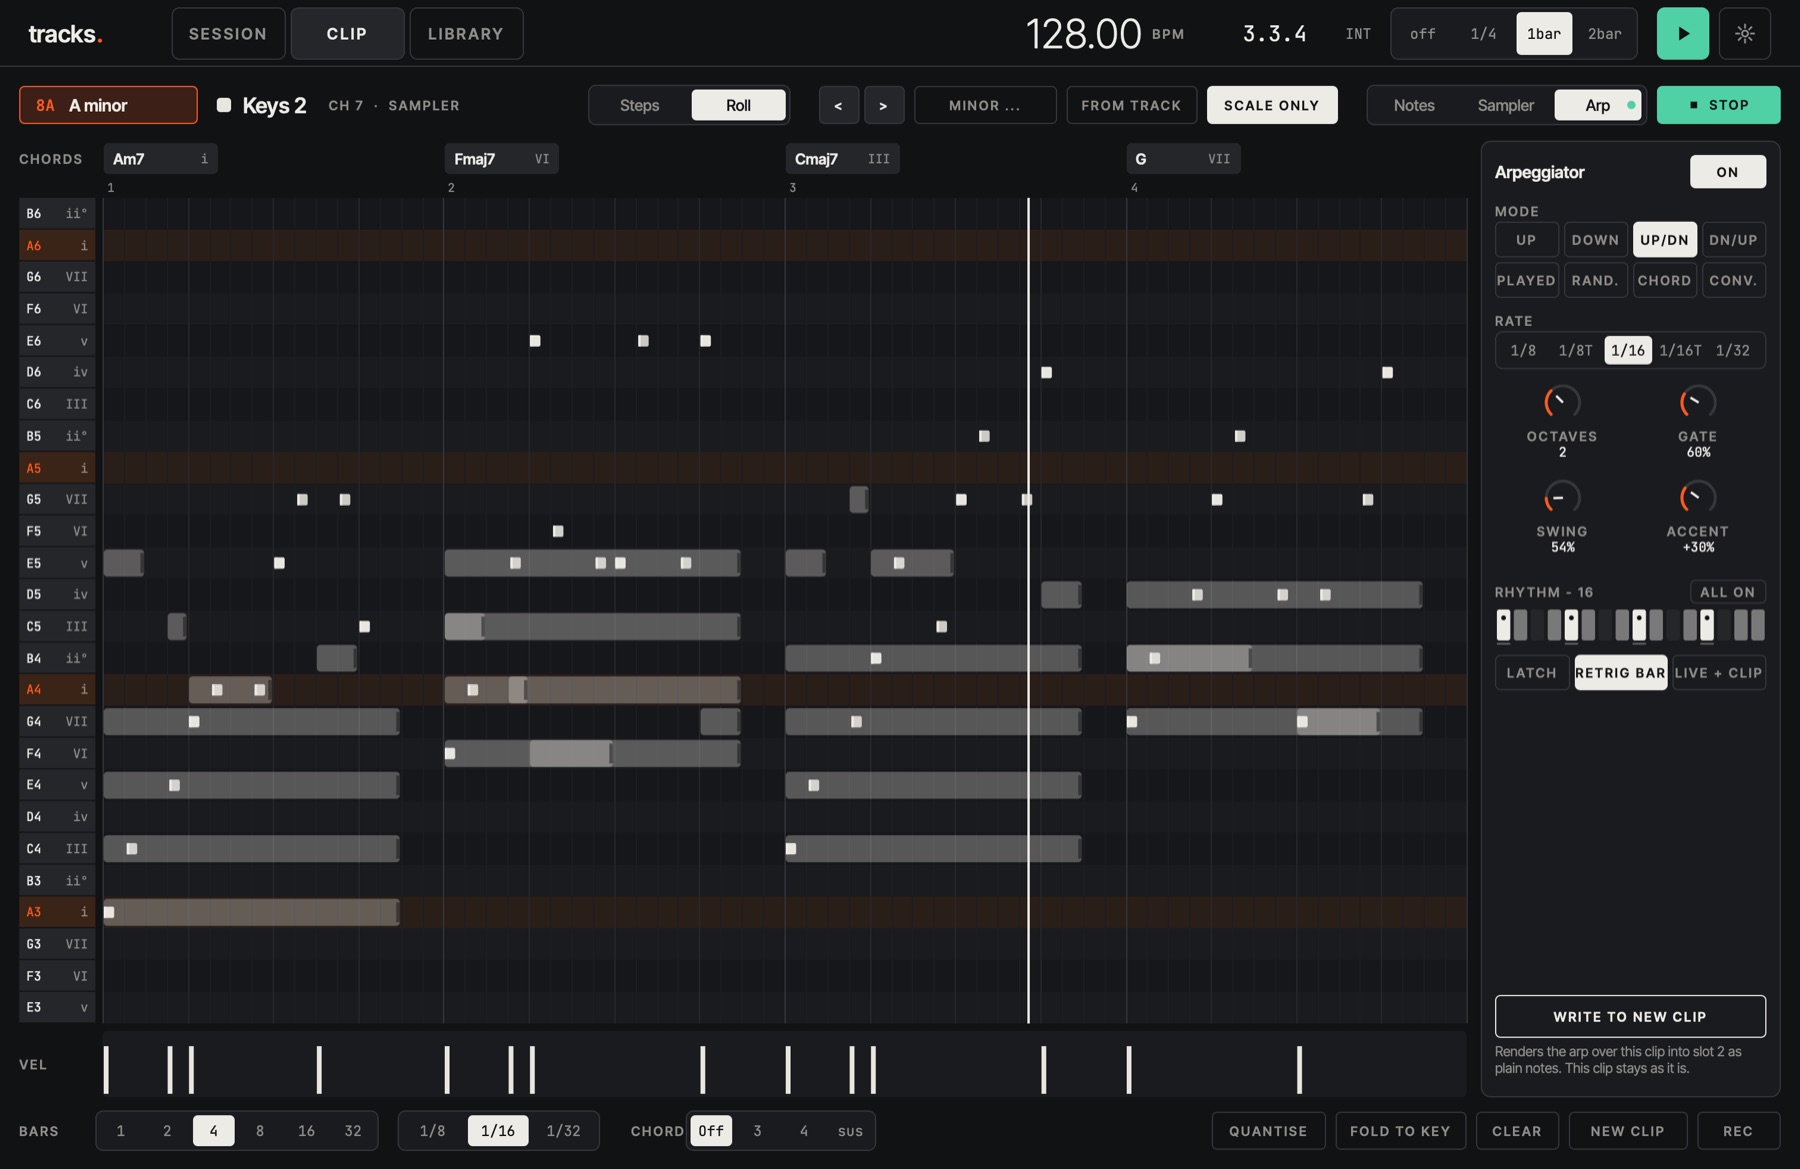 tracks.
SESSION CLIP LIBRARY
128.00 BPM 3.3.4 INT off 1/4 1bar 2bar
8A A minor Keys 2 CH 7 · SAMPLER Steps Roll < > MINOR ... FROM TRACK SCALE ONLY Notes Sampler Arp STOP
CHORDS Am7 i Fmaj7 VI Cmaj7 III G VII
1 2 3 4
B6 ii°
A6 i
G6 VII
F6 VI
E6 v
D6 iv
C6 III
B5 ii°
A5 i
G5 VII
F5 VI
E5 v
D5 iv
C5 III
B4 ii°
A4 i
G4 VII
F4 VI
E4 v
D4 iv
C4 III
B3 ii°
A3 i
G3 VII
F3 VI
E3 v
Arpeggiator ON
MODE
UP DOWN UP/DN DN/UP
PLAYED RAND. CHORD CONV.
RATE
1/8 1/8T 1/16 1/16T 1/32
OCTAVES GATE
2 60%
SWING ACCENT
54% +30%
RHYTHM - 16 ALL ON
LATCH RETRIG BAR LIVE + CLIP
WRITE TO NEW CLIP
Renders the arp over this clip into slot 2 as
plain notes. This clip stays as it is.
VEL
BARS 1 2 4 8 16 32 1/8 1/16 1/32 CHORD Off 3 4 sus QUANTISE FOLD TO KEY CLEAR NEW CLIP REC